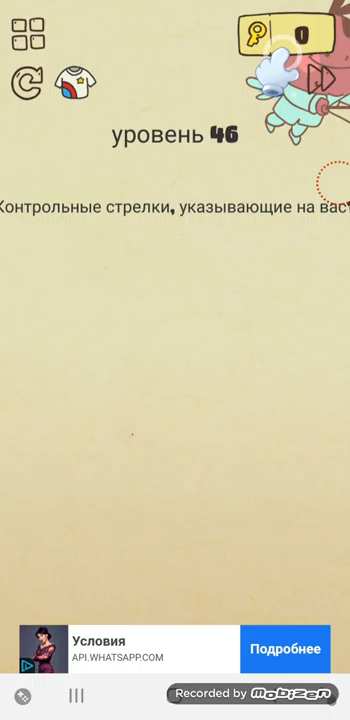 0
уровень 46
Контрольные стрелки, указывающие на вас
Условия
API.WHATSAPP.COM
Подробнее
Recorded by mobizen